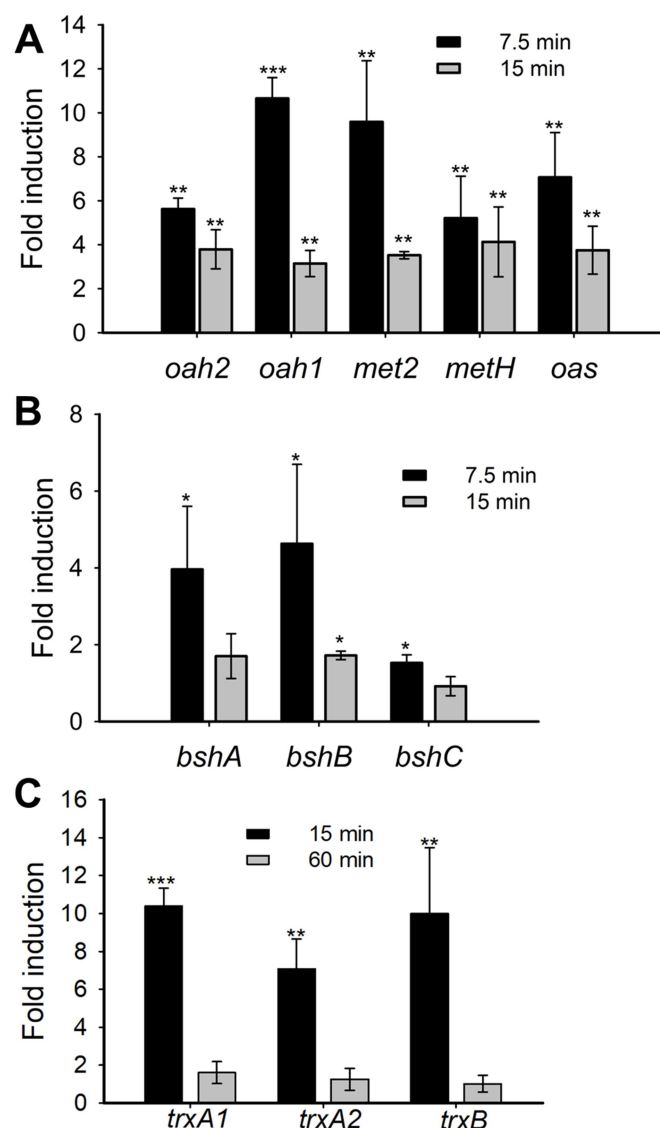 A
14
12
10
8
6
4
2
0
Fold induction
7.5 min
15 min
**
**
***
**
**
**
**
**
**
**
oah2 oah1 met2 metH oas
B
8
6
4
2
0
Fold induction
7.5 min
15 min
*
*
*
*
bshA bshB bshC
C
16
14
12
10
8
6
4
2
0
Fold induction
15 min
60 min
***
**
**
trxA1 trxA2 trxB